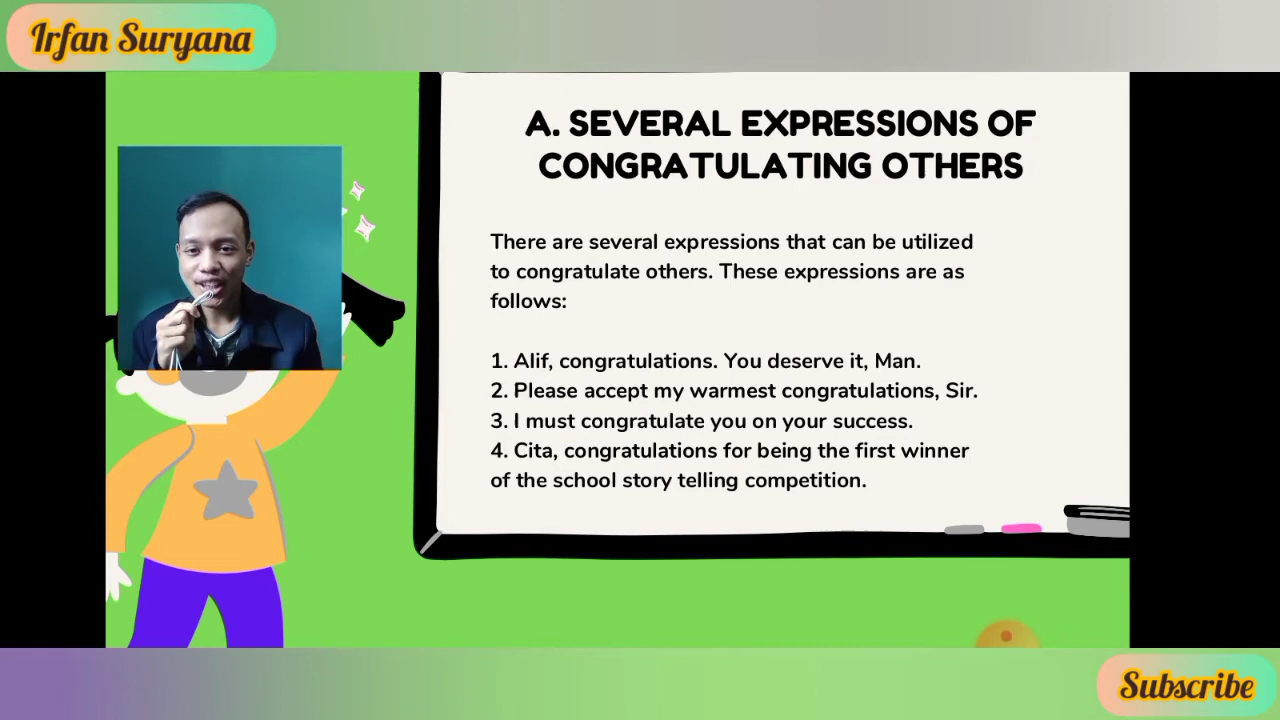 Irfan Suryana
A. SEVERAL EXPRESSIONS OF
CONGRATULATING OTHERS
There are several expressions that can be utilized
to congratulate others. These expressions are as
follows:
1. Alif, congratulations. You deserve it, Man.
2. Please accept my warmest congratulations, Sir.
3. I must congratulate you on your success.
4. Cita, congratulations for being the first winner
of the school story telling competition.
Subscribe